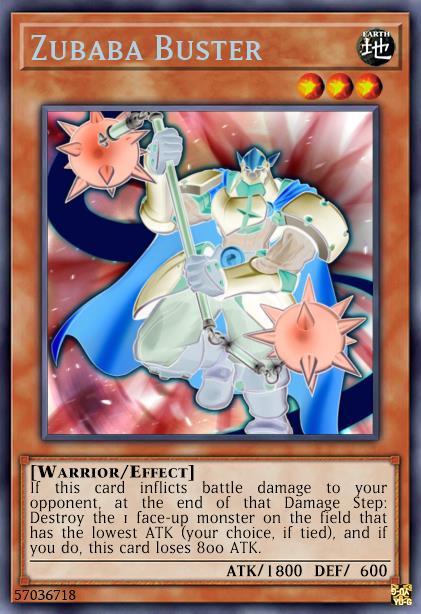 Zubaba Buster
EARTH
地
[Warrior/Effect]
If this card inflicts battle damage to your
opponent, at the end of that Damage Step:
Destroy the 1 face-up monster on the field that
has the lowest ATK (your choice, if tied), and if
you do, this card loses 800 ATK.
ATK/1800 DEF/ 600
57036718